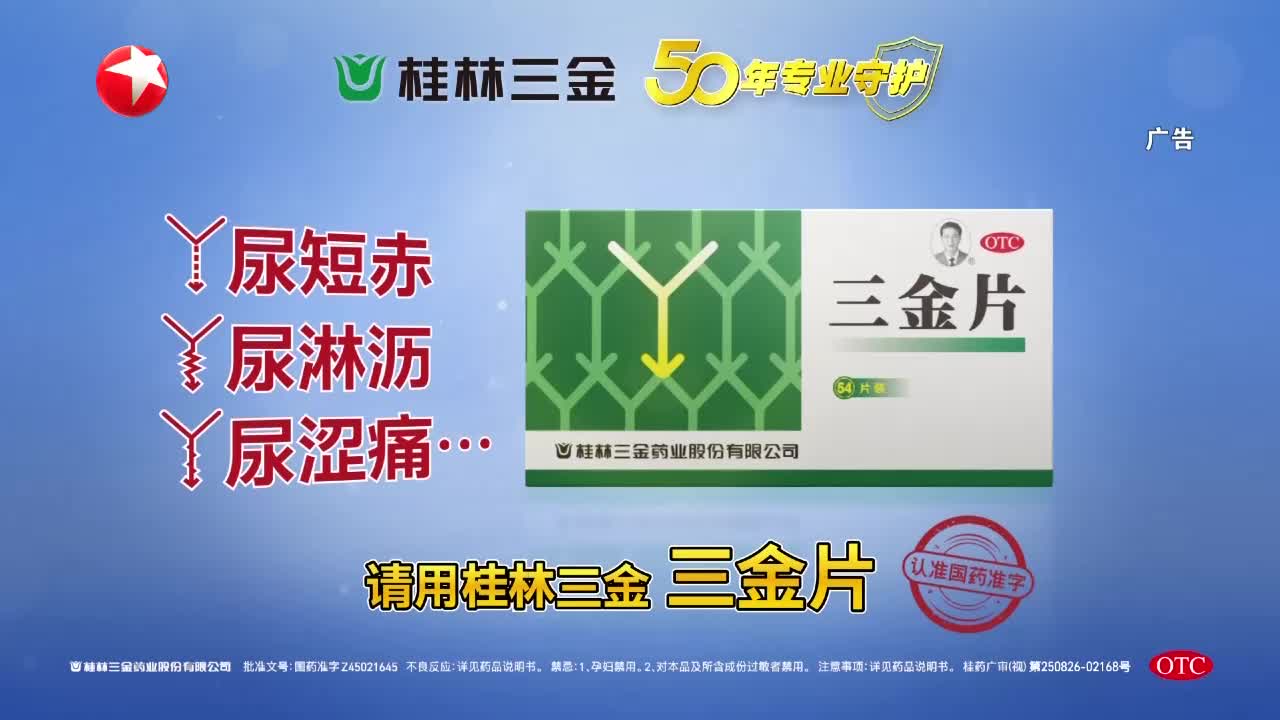 桂林三金 50年专业守护
广告
尿短赤
尿淋沥
尿涩痛…
OTC
三金片
54片装
桂林三金药业股份有限公司
请用桂林三金 三金片
认准国药准字
桂林三金药业股份有限公司 批准文号:国药准字Z45021645 不良反应:详见药品说明书。 禁忌:1、孕妇禁用。2、对本品及所含成份过敏者禁用。 注意事项:详见药品说明书。 桂药广审(视)第250826-02168号 OTC